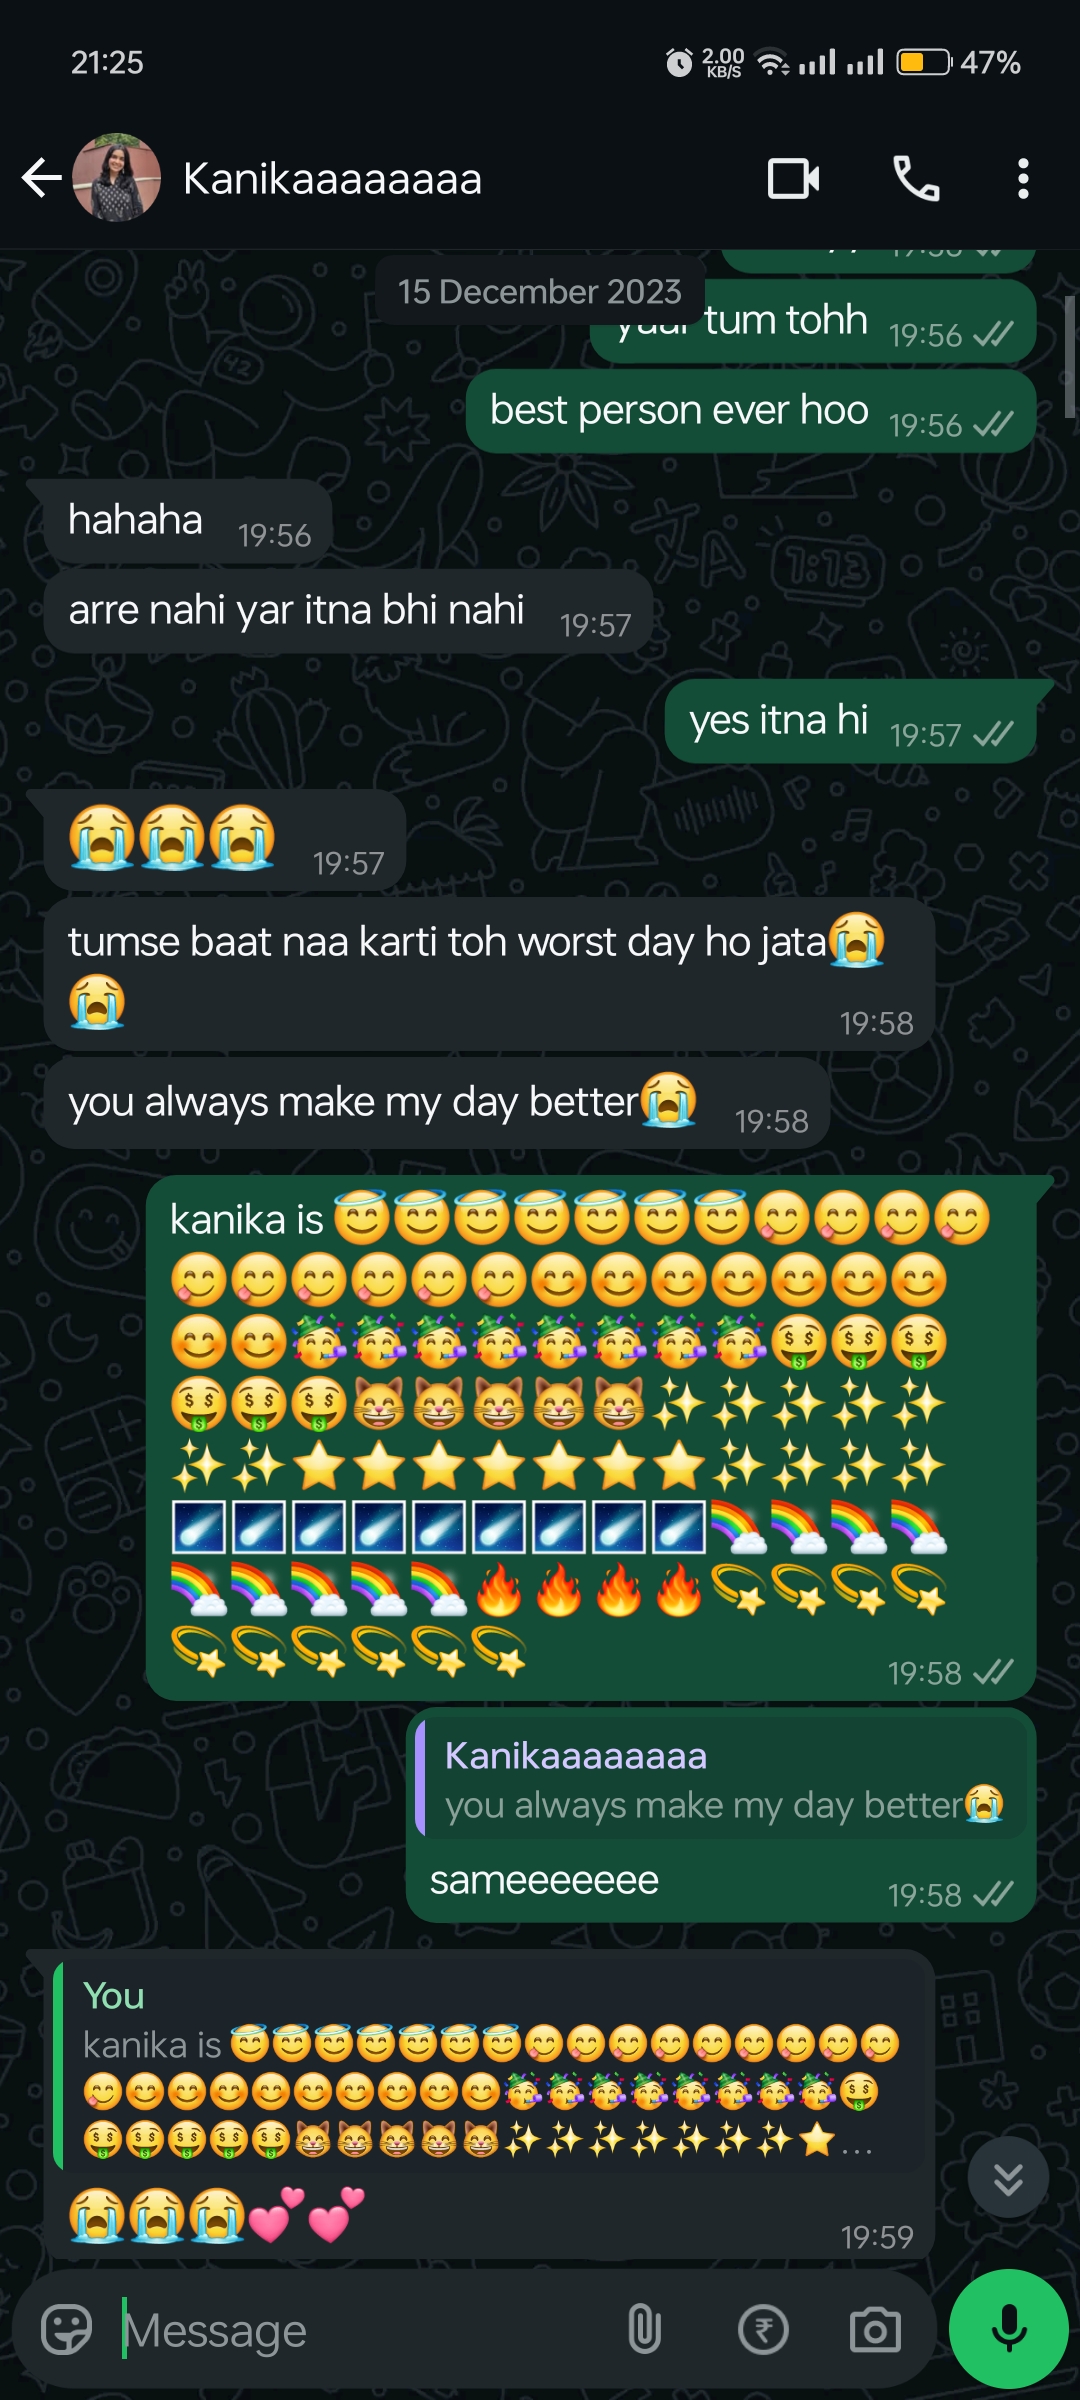 21:25
2.00
KB/S
47%
Kanikaaaaaaaa
15 December 2023
yaar tum tohh 19:56
best person ever hoo 19:56
hahaha 19:56
arre nahi yar itna bhi nahi 19:57
yes itna hi 19:57
😭😭😭 19:57
tumse baat naa karti toh worst day ho jata😭
😭
19:58
you always make my day better😭 19:58
kanika is 😇😇😇😇😇😇😇😋😋😋😋
😋😋😋😋😋😋😊😊😊😊😊😊😊
😊😊🥳🥳🥳🥳🥳🥳🥳🥳🤑🤑🤑
🤑🤑🤑😸😸😸😸😸✨✨✨✨✨
✨✨⭐⭐⭐⭐⭐⭐⭐✨✨✨✨
☄️☄️☄️☄️☄️☄️☄️☄️☄️🌈🌈🌈🌈
🌈🌈🌈🌈🌈🔥🔥🔥🔥💫💫💫💫
💫💫💫💫💫💫
19:58
Kanikaaaaaaaa
you always make my day better😭
sameeeeeee 19:58
You
kanika is 😇😇😇😇😇😇😇😋😋😋😋😋😋😋😋😋
😋😊😊😊😊😊😊😊😊😊🥳🥳🥳🥳🥳🥳🥳🥳🤑
🤑🤑🤑🤑🤑😸😸😸😸😸✨✨✨✨✨✨✨⭐...
😭😭😭💕💕
19:59
Message